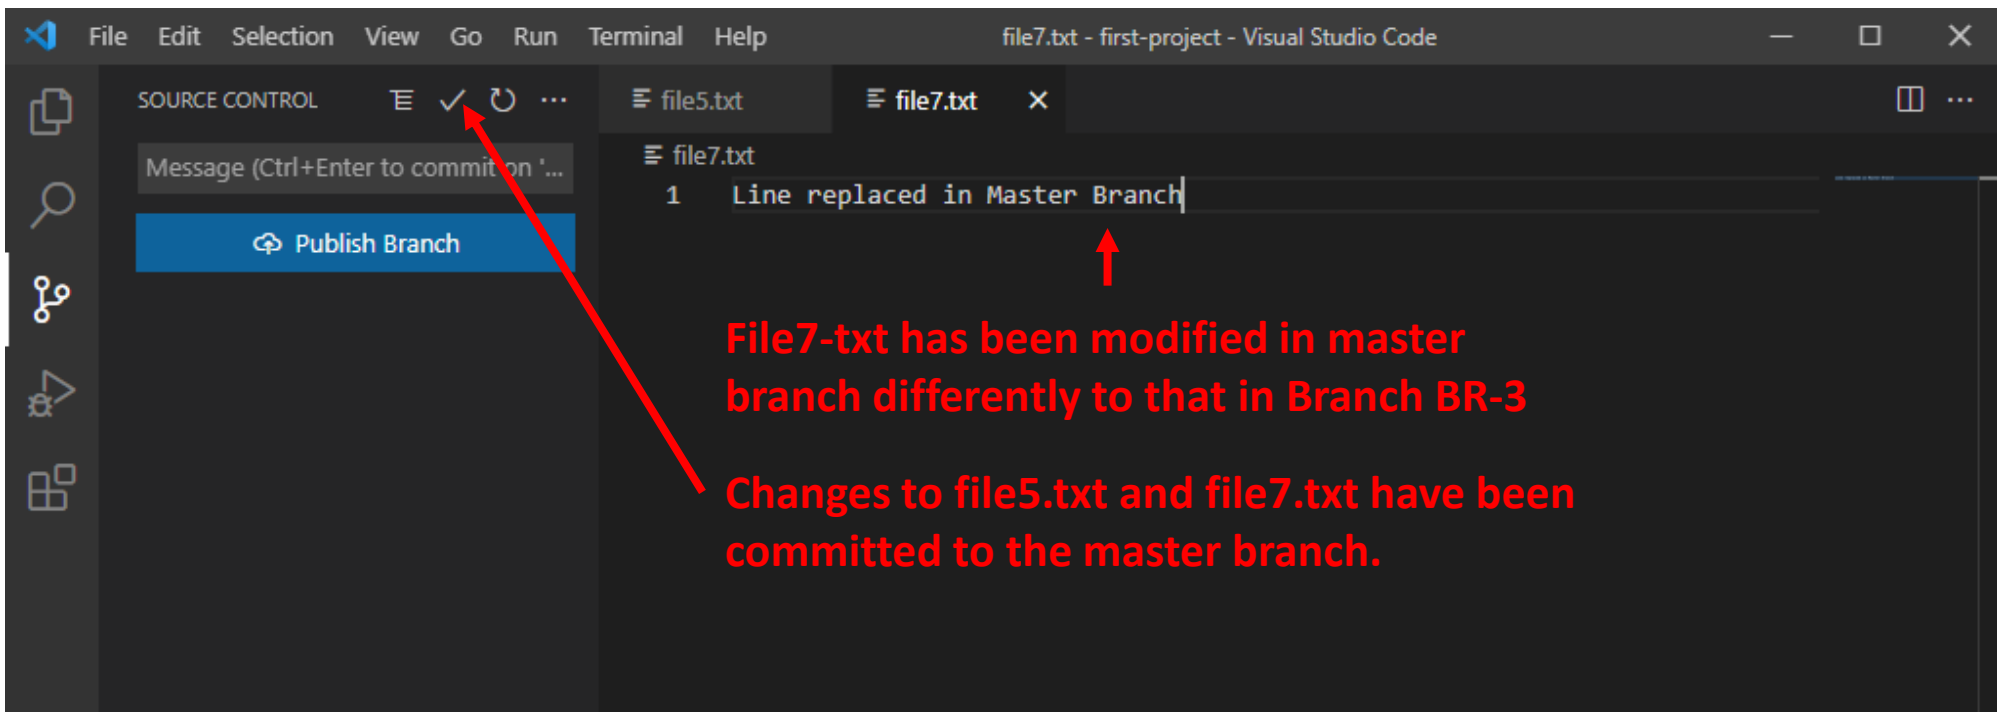 File Edit Selection View Go Run Terminal Help file7.txt - first-project - Visual Studio Code
SOURCE CONTROL
Message (Ctrl+Enter to commit on '...
Publish Branch
file5.txt file7.txt
file7.txt
1 Line replaced in Master Branch
File7-txt has been modified in master
branch differently to that in Branch BR-3
Changes to file5.txt and file7.txt have been
committed to the master branch.